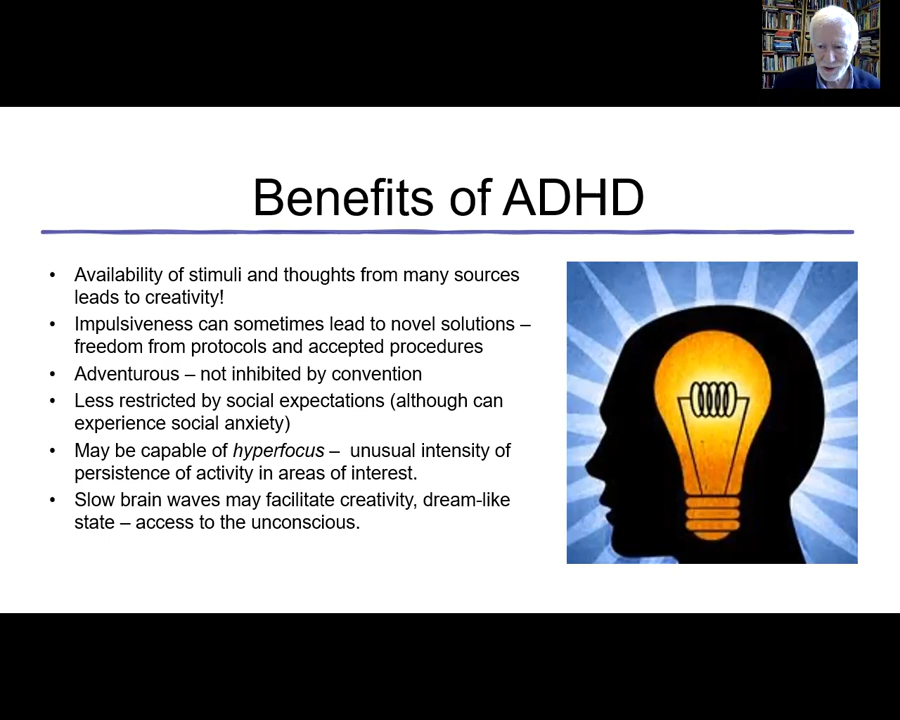 Benefits of ADHD
• Availability of stimuli and thoughts from many sources
leads to creativity!
• Impulsiveness can sometimes lead to novel solutions –
freedom from protocols and accepted procedures
• Adventurous – not inhibited by convention
• Less restricted by social expectations (although can
experience social anxiety)
• May be capable of hyperfocus – unusual intensity of
persistence of activity in areas of interest.
• Slow brain waves may facilitate creativity, dream-like
state – access to the unconscious.